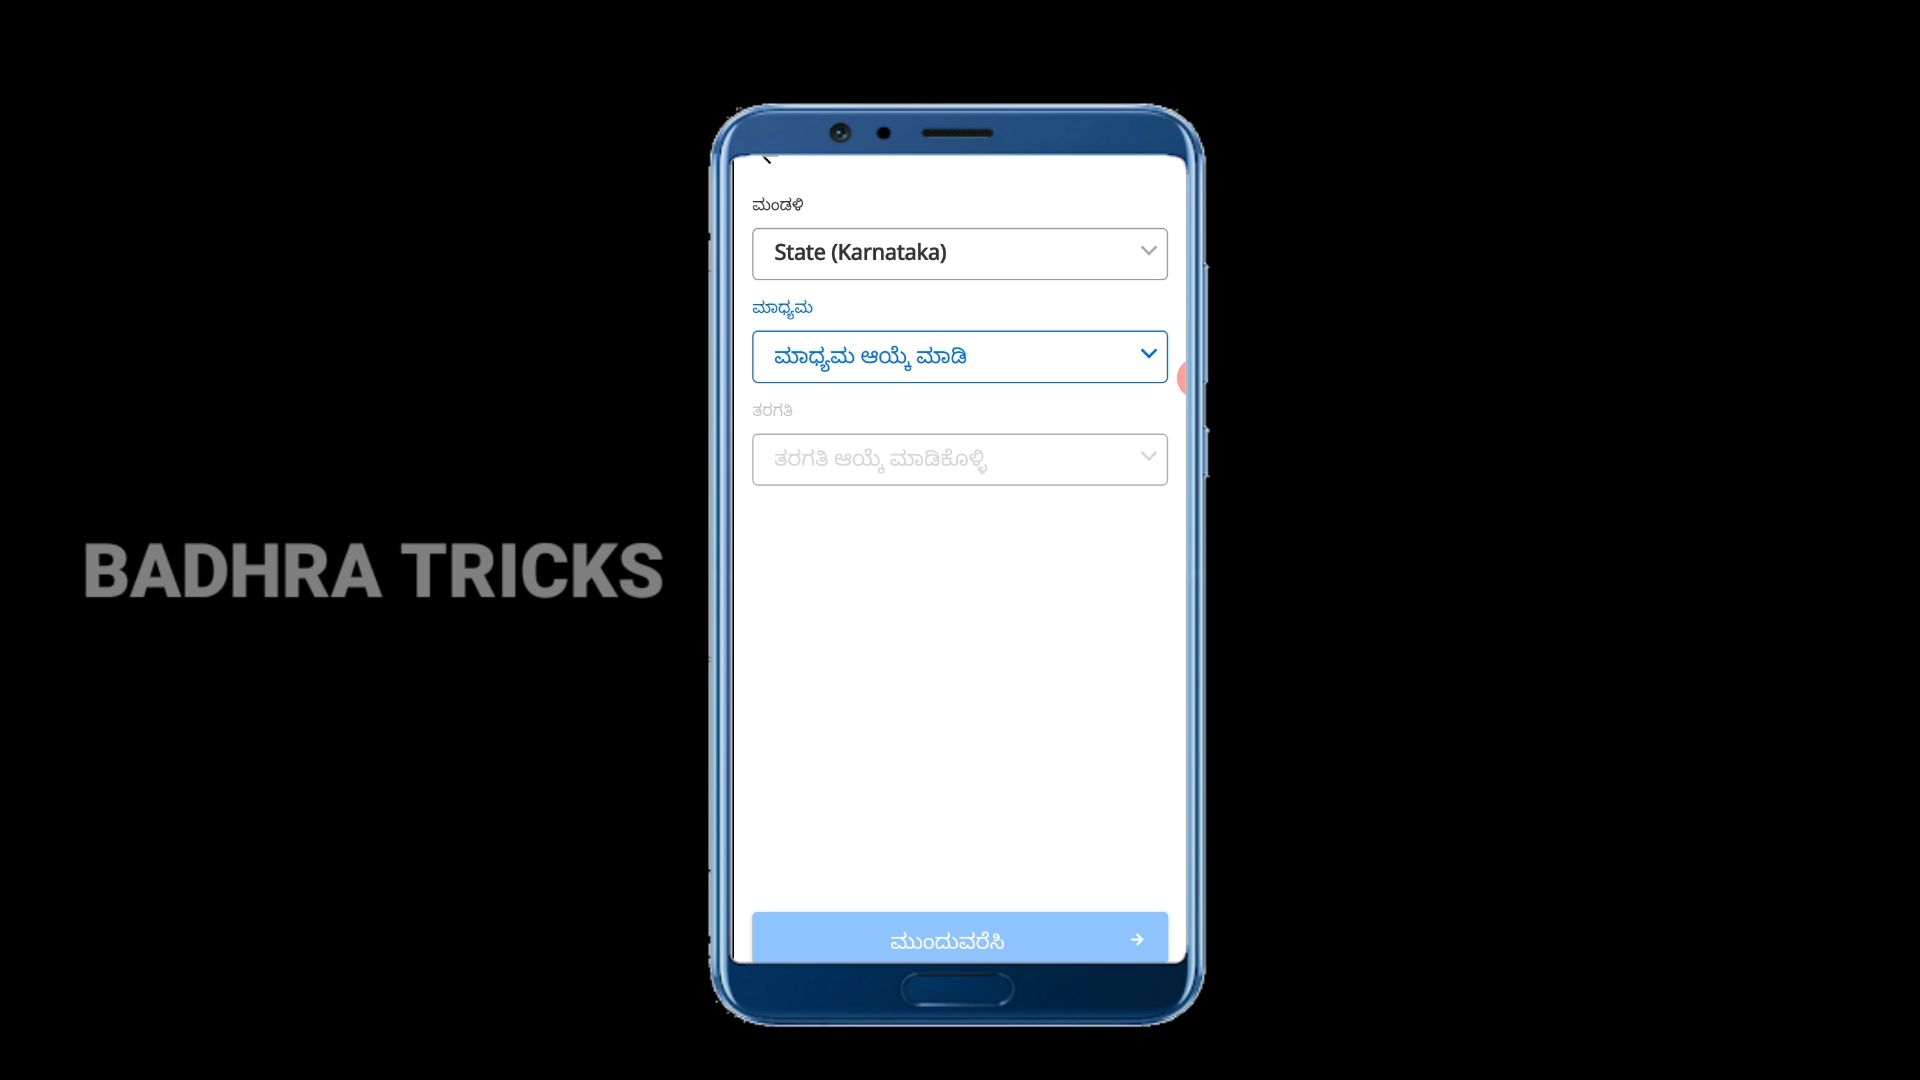 ಮಂಡಳಿ
State (Karnataka)
ಮಾಧ್ಯಮ
ಮಾಧ್ಯಮ ಆಯ್ಕೆ ಮಾಡಿ
ತರಗತಿ
ತರಗತಿ ಆಯ್ಕೆ ಮಾಡಿಕೊಳ್ಳಿ
BADHRA TRICKS
ಮುಂದುವರೆಸಿ